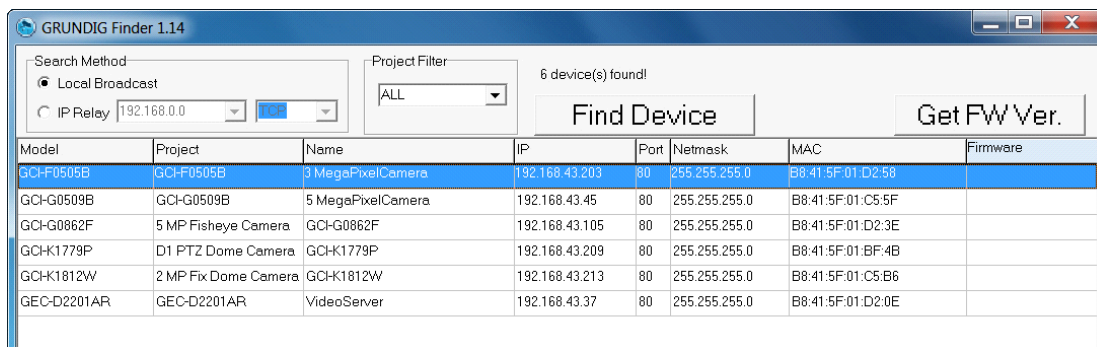 GRUNDIG Finder 1.14
Search Method
Local Broadcast
IP Relay 192.168.0.0 TCP
Project Filter
ALL
6 device(s) found!
Find Device
Get FW Ver.
Model Project Name IP Port Netmask MAC Firmware
GCI-F0505B GCI-F0505B 3 MegaPixelCamera 192.168.43.203 80 255.255.255.0 B8:41:5F:01:D2:58
GCI-G0509B GCI-G0509B 5 MegaPixelCamera 192.168.43.45 80 255.255.255.0 B8:41:5F:01:C5:5F
GCI-G0862F 5 MP Fisheye Camera GCI-G0862F 192.168.43.105 80 255.255.255.0 B8:41:5F:01:D2:3E
GCI-K1779P D1 PTZ Dome Camera GCI-K1779P 192.168.43.209 80 255.255.255.0 B8:41:5F:01:BF:4B
GCI-K1812W 2 MP Fix Dome Camera GCI-K1812W 192.168.43.213 80 255.255.255.0 B8:41:5F:01:C5:B6
GEC-D2201AR GEC-D2201AR VideoServer 192.168.43.37 80 255.255.255.0 B8:41:5F:01:D2:0E